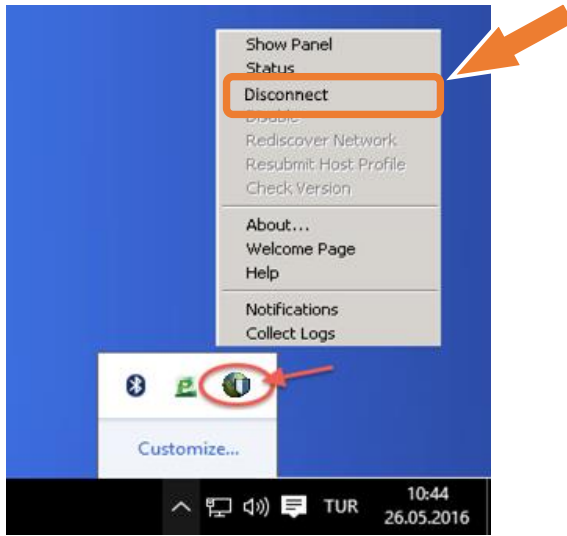 Show Panel
Status
Disconnect
Disable
Rediscover Network
Resubmit Host Profile
Check Version
About...
Welcome Page
Help
Notifications
Collect Logs
Customize...
TUR
10:44
26.05.2016